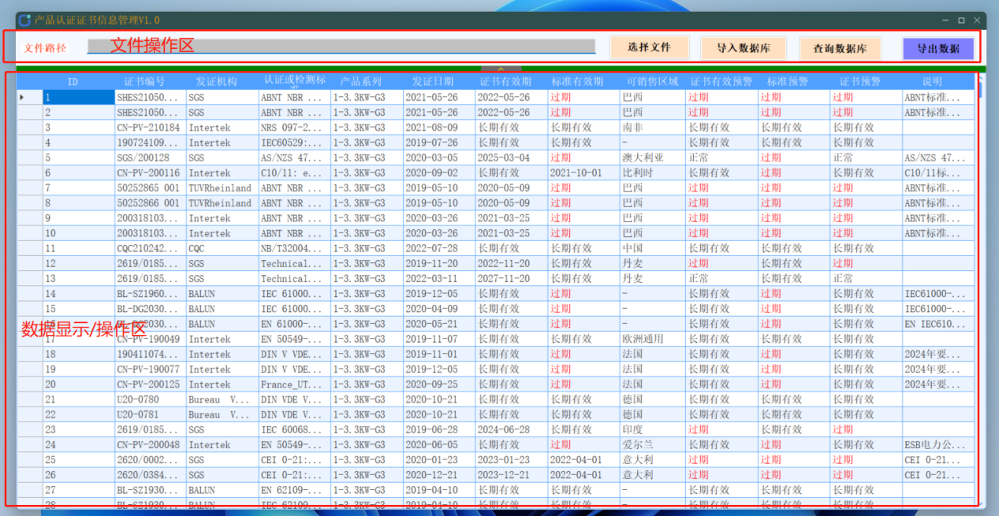 产品认证证书信息管理V1.0
文件路径 文件操作区 选择文件 导入数据库 查询数据库 导出数据
ID 证书编号 发证机构 认证或检测标准 产品系列 发证日期 证书有效期 标准有效期 可销售区域 证书有效预警 标准预警 证书预警 说明
1 SHES21050... SGS ABNT NBR ... 1-3.3KW-G3 2021-05-26 2022-05-26 过期 巴西 过期 过期 过期 ABNT标准...
2 SHES21050... SGS ABNT NBR ... 1-3.3KW-G3 2021-05-26 2022-05-26 过期 巴西 过期 过期 过期 ABNT标准...
3 CN-PV-210184 Intertek NRS 097-2... 1-3.3KW-G3 2021-08-09 长期有效 长期有效 南非 长期有效 长期有效 长期有效
4 190724109... Intertek IEC60529:... 1-3.3KW-G3 2019-07-26 长期有效 长期有效 - 长期有效 长期有效 长期有效
5 SGS/200128 SGS AS/NZS 47... 1-3.3KW-G3 2020-03-05 2025-03-04 过期 澳大利亚 正常 过期 正常 AS/NZS 47...
6 CN-PV-200116 Intertek C10/11: e... 1-3.3KW-G3 2020-09-02 长期有效 2021-10-01 比利时 长期有效 过期 长期有效 C10/11标...
7 50252865 001 TUVRheinland ABNT NBR ... 1-3.3KW-G3 2019-05-10 2020-05-09 过期 巴西 过期 过期 过期 ABNT标准...
8 50252866 001 TUVRheinland ABNT NBR ... 1-3.3KW-G3 2019-05-10 2020-05-09 过期 巴西 过期 过期 过期 ABNT标准...
9 200318103... Intertek ABNT NBR ... 1-3.3KW-G3 2020-03-26 2021-03-25 过期 巴西 过期 过期 过期 ABNT标准...
10 200318103... Intertek ABNT NBR ... 1-3.3KW-G3 2020-03-26 2021-03-25 过期 巴西 过期 过期 过期 ABNT标准...
11 CQC210242... CQC NB/T32004... 1-3.3KW-G3 2022-07-28 长期有效 长期有效 中国 长期有效 长期有效 长期有效
12 2619/0185... SGS Technical... 1-3.3KW-G3 2019-11-20 2022-11-20 长期有效 丹麦 过期 长期有效 过期
13 2619/0185... SGS Technical... 1-3.3KW-G3 2022-03-11 2027-11-20 长期有效 丹麦 正常 长期有效 正常
14 BL-SZ1960... BALUN IEC 61000... 1-3.3KW-G3 2019-12-05 长期有效 过期 - 长期有效 过期 长期有效 IEC61000-...
15 BL-DG2030... BALUN IEC 61000... 1-3.3KW-G3 2020-04-09 长期有效 过期 - 长期有效 过期 长期有效 IEC61000-...
16 BL-DG2030... BALUN EN 61000-... 1-3.3KW-G3 2020-05-21 长期有效 过期 - 长期有效 过期 长期有效 EN IEC610...
数据显示/操作区
17 CN-PV-190049 Intertek EN 50549-... 1-3.3KW-G3 2019-11-07 长期有效 长期有效 欧洲通用 长期有效 长期有效 长期有效
18 190411074... Intertek DIN V VDE... 1-3.3KW-G3 2019-11-01 长期有效 过期 法国 长期有效 过期 长期有效 2024年要...
19 CN-PV-190077 Intertek DIN V VDE... 1-3.3KW-G3 2019-12-05 长期有效 过期 法国 长期有效 过期 长期有效 2024年要...
20 CN-PV-200125 Intertek France_UT... 1-3.3KW-G3 2020-09-25 长期有效 过期 法国 长期有效 过期 长期有效 2024年要...
21 U20-0780 Bureau V... DIN VDE V... 1-3.3KW-G3 2020-10-21 长期有效 长期有效 德国 长期有效 长期有效 长期有效
22 U20-0781 Bureau V... DIN VDE V... 1-3.3KW-G3 2020-10-21 长期有效 长期有效 德国 长期有效 长期有效 长期有效
23 2619/0185... SGS IEC 60068... 1-3.3KW-G3 2019-06-28 2024-06-28 长期有效 印度 过期 长期有效 过期
24 CN-PV-200048 Intertek EN 50549-... 1-3.3KW-G3 2020-06-05 长期有效 过期 爱尔兰 长期有效 过期 长期有效 ESB电力公...
25 2620/0002... SGS CEI 0-21:... 1-3.3KW-G3 2020-01-23 2023-01-23 2022-04-01 意大利 过期 过期 过期 CEI 0-21...
26 2620/0384... SGS CEI 0-21:... 1-3.3KW-G3 2020-12-21 2023-12-21 2022-04-01 意大利 过期 过期 过期 CEI 0-21...
27 BL-SZ1930... BALUN EN 62109-... 1-3.3KW-G3 2019-04-10 长期有效 长期有效 - 长期有效 长期有效 长期有效
28 BL-SZ1930... BALUN IEC 62109... 1-3.3KW-G3 2019-04-10 长期有效 长期有效 - 长期有效 长期有效 长期有效